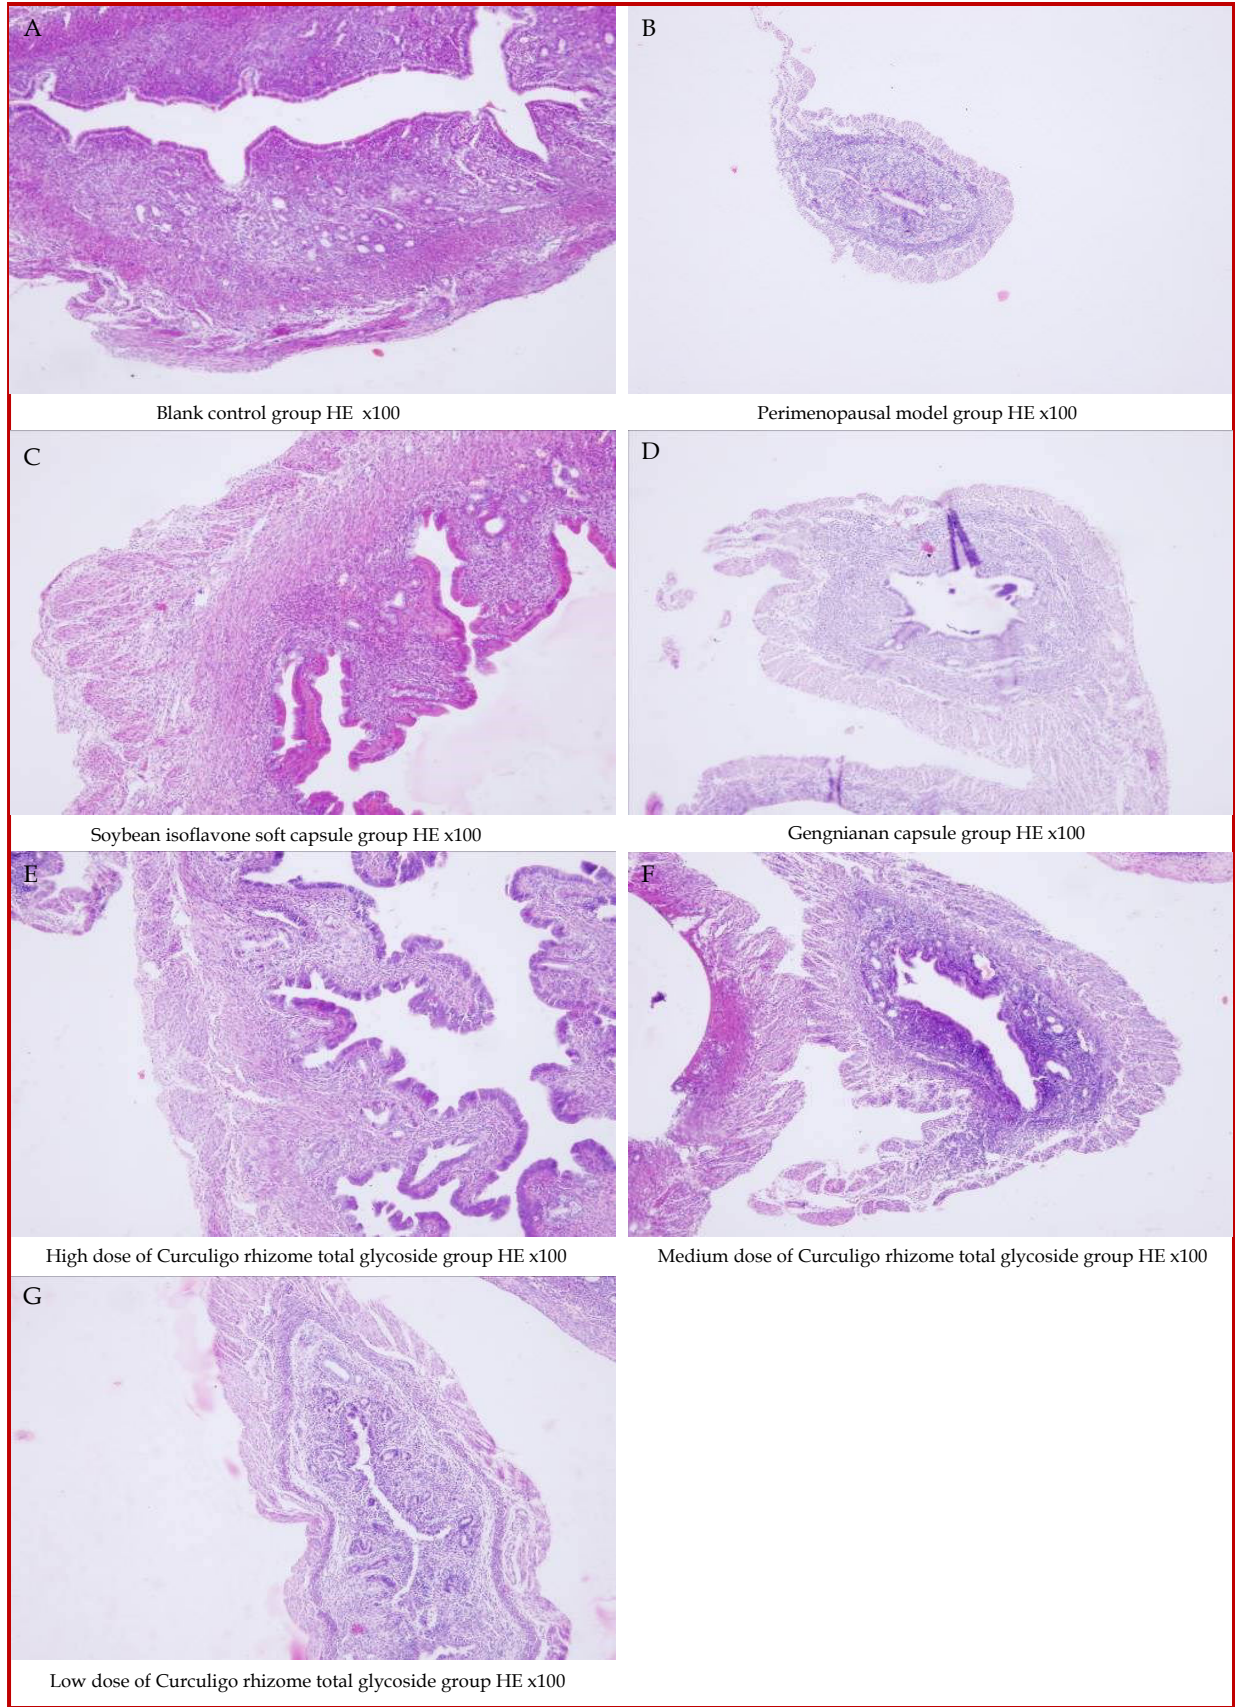 A
B
Blank control group HE x100
Perimenopausal model group HE x100
C
D
Soybean isoflavone soft capsule group HE x100
Gengnianan capsule group HE x100
E
F
High dose of Curculigo rhizome total glycoside group HE x100
Medium dose of Curculigo rhizome total glycoside group HE x100
G
Low dose of Curculigo rhizome total glycoside group HE x100